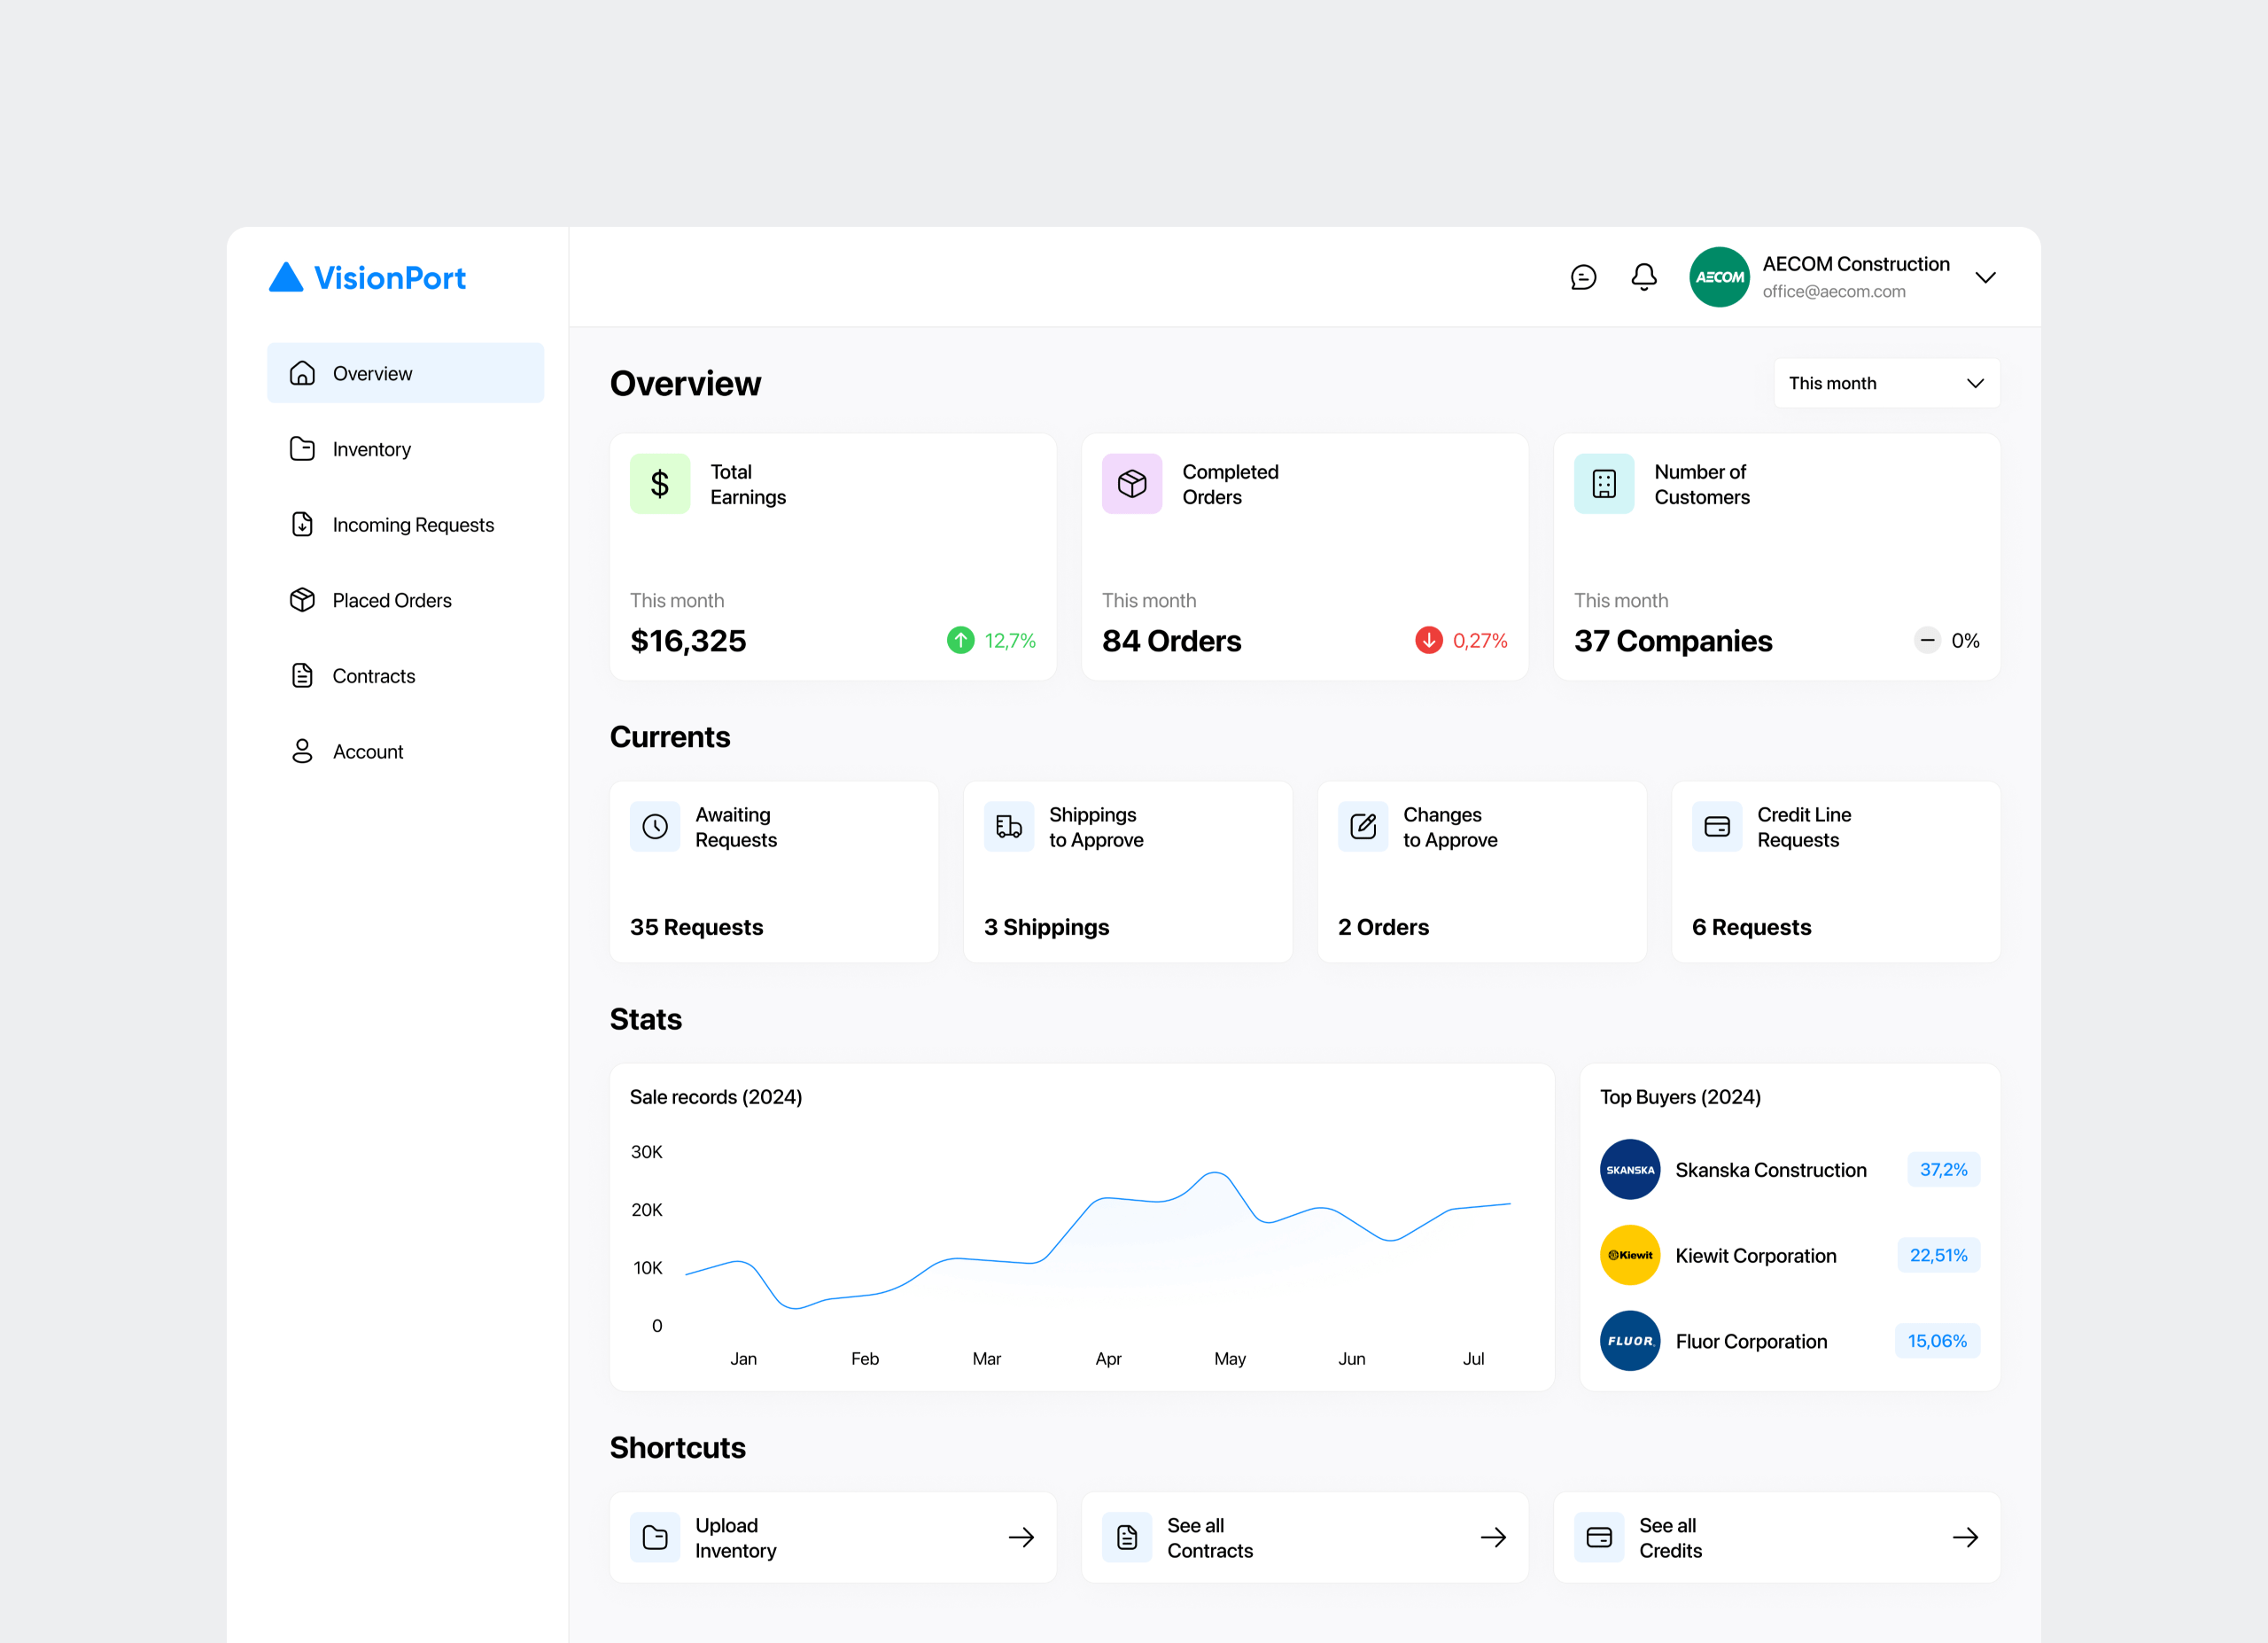 VisionPort
AECOM
AECOM Construction
office@aecom.com
Overview
Inventory
Incoming Requests
Placed Orders
Contracts
Account
Overview
This month
$
Total
Earnings
This month
$16,325
12,7%
Completed
Orders
This month
84 Orders
0,27%
Number of
Customers
This month
37 Companies
0%
Currents
Awaiting
Requests
35 Requests
Shippings
to Approve
3 Shippings
Changes
to Approve
2 Orders
Credit Line
Requests
6 Requests
Stats
Sale records (2024)
30K
20K
10K
0
Jan Feb Mar Apr May Jun Jul
Top Buyers (2024)
SKANSKA
Skanska Construction
37,2%
Kiewit
Kiewit Corporation
22,51%
FLUOR
Fluor Corporation
15,06%
Shortcuts
Upload
Inventory
See all
Contracts
See all
Credits